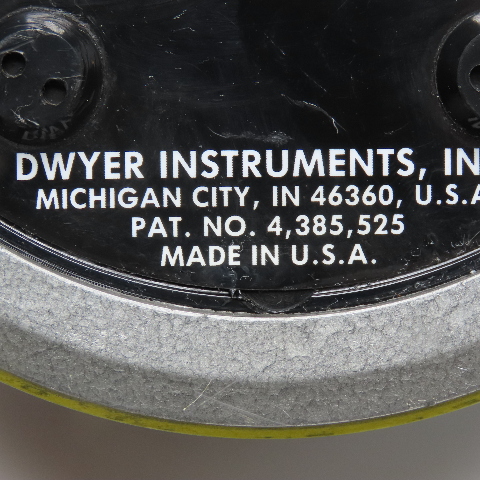 DWYER INSTRUMENTS, IN
MICHIGAN CITY, IN 46360, U.S.A
PAT. NO. 4,385,525
MADE IN U.S.A.